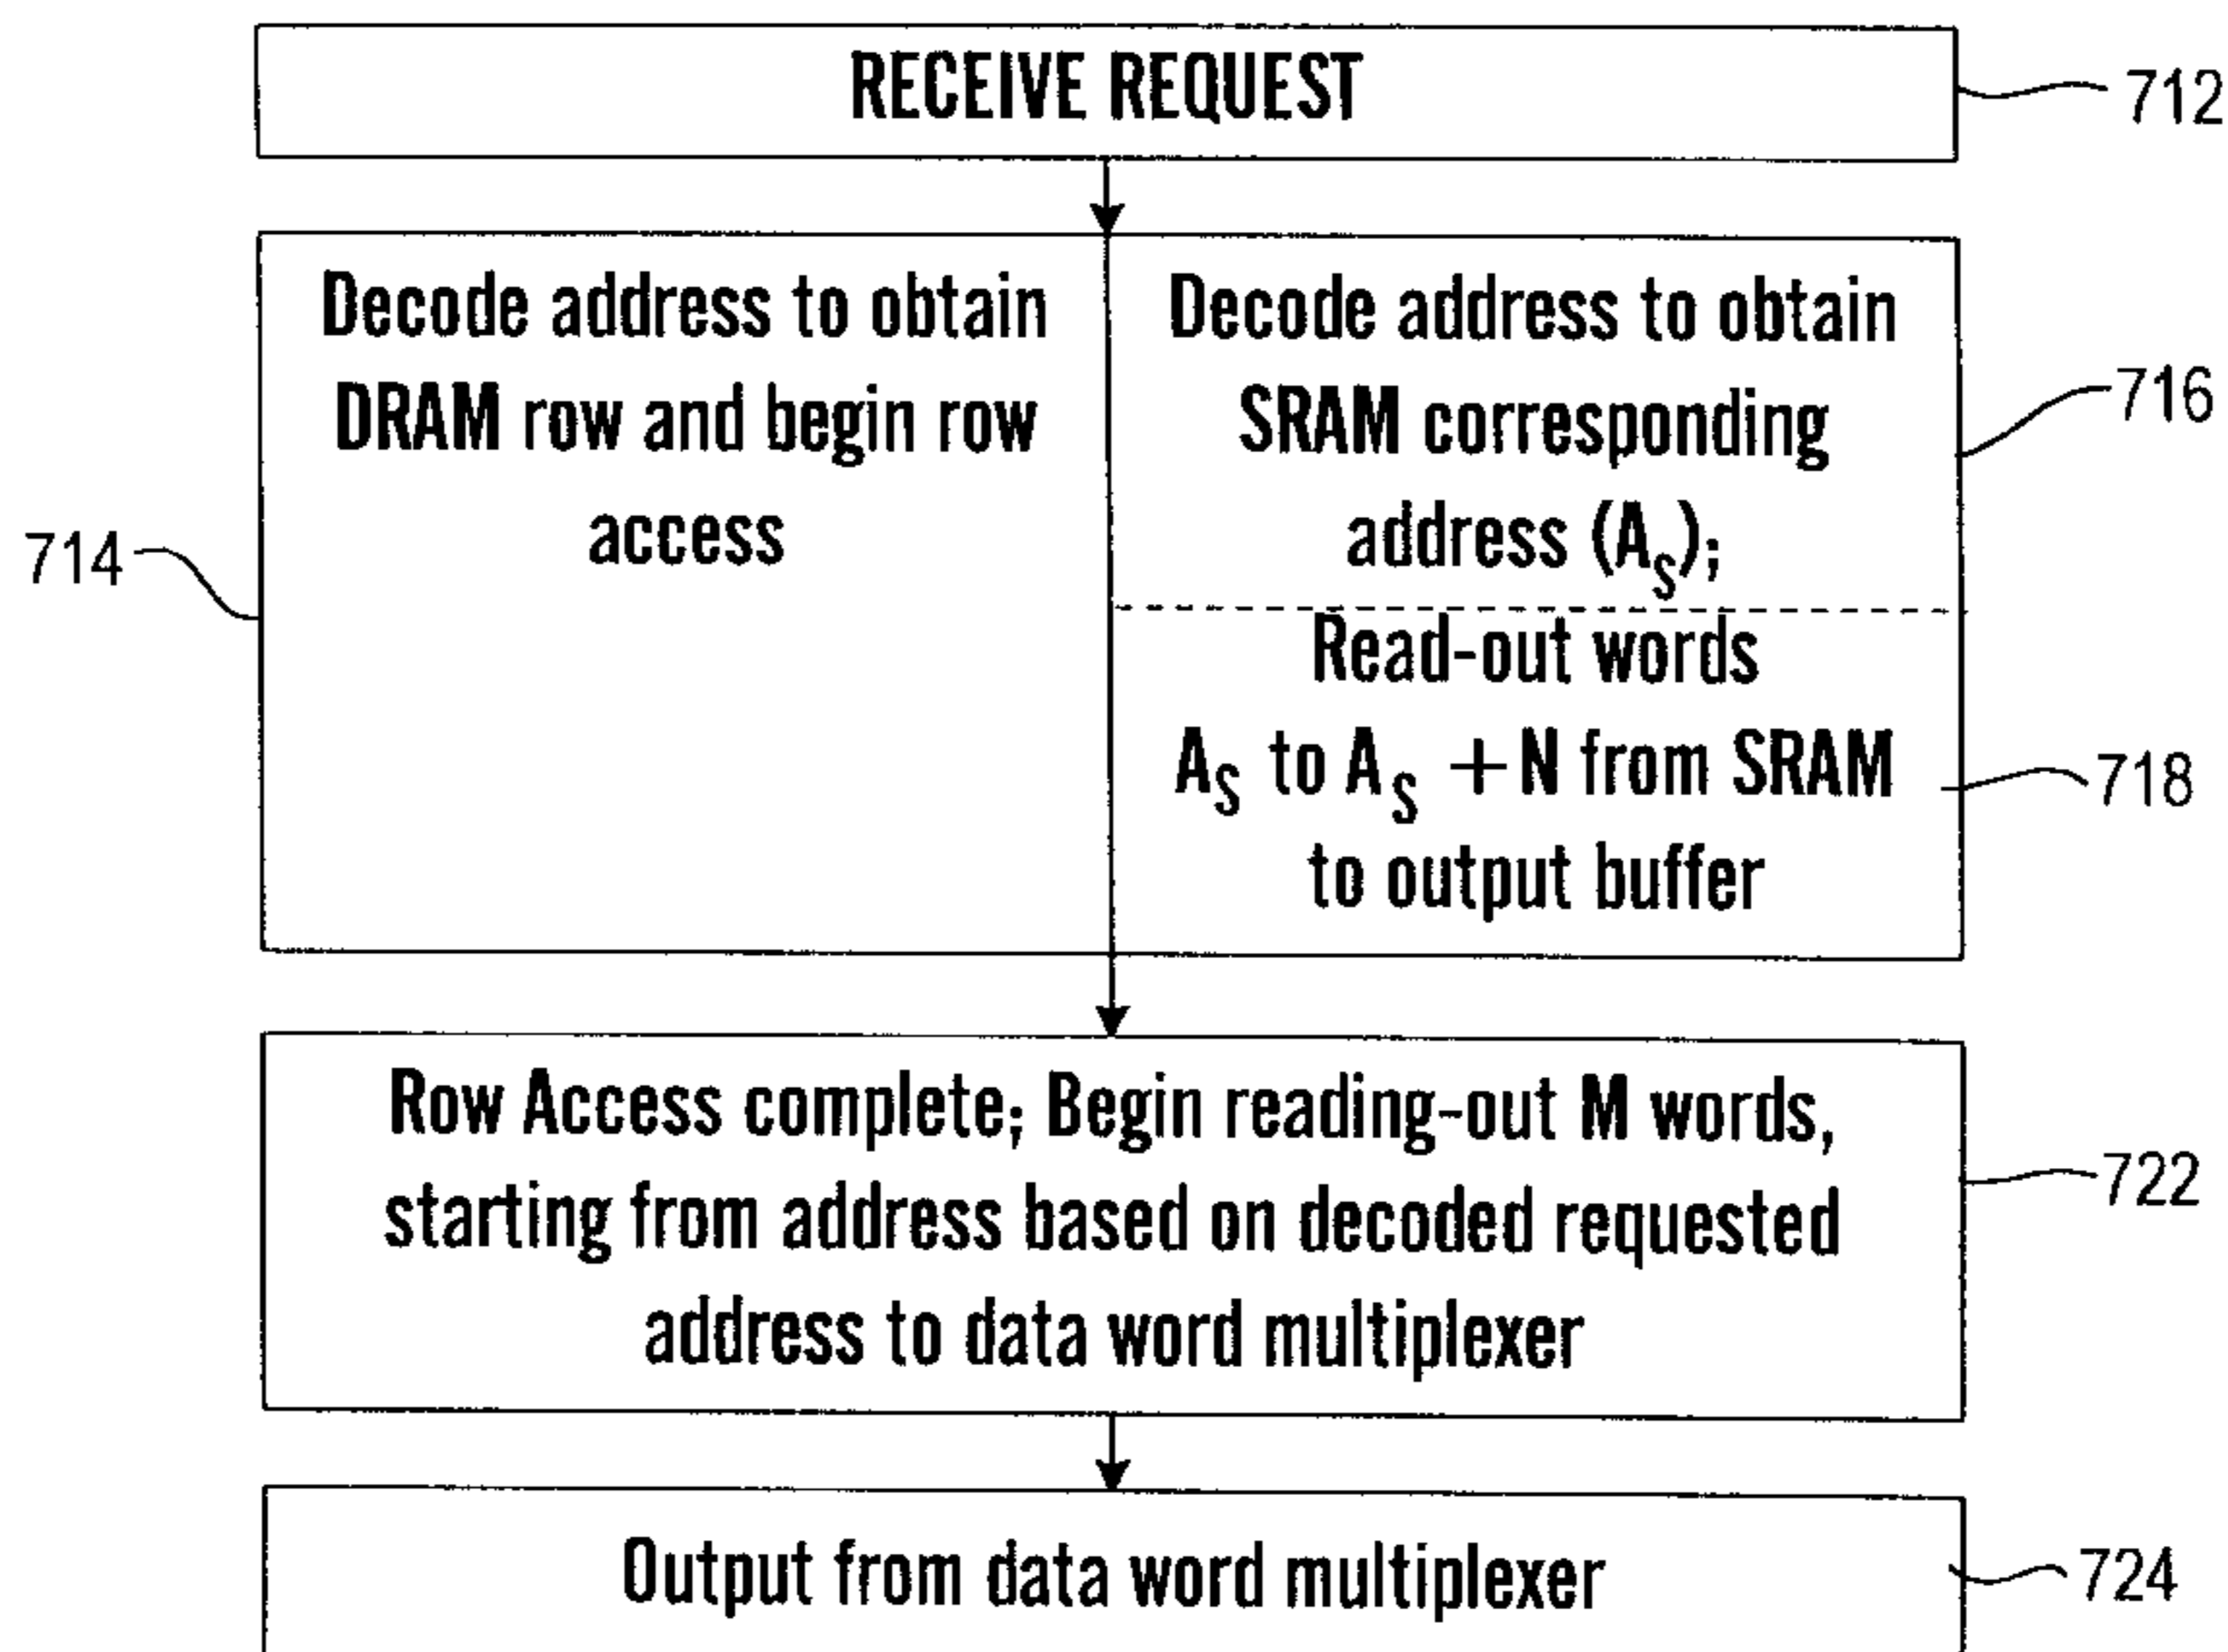 RECEIVE REQUEST
712
Decode address to obtain
DRAM row and begin row
access
714
Decode address to obtain
SRAM corresponding
address (As);
716
Read-out words
As to As +N from SRAM
to output buffer
718
Row Access complete; Begin reading-out M words,
starting from address based on decoded requested
address to data word multiplexer
722
Output from data word multiplexer
724